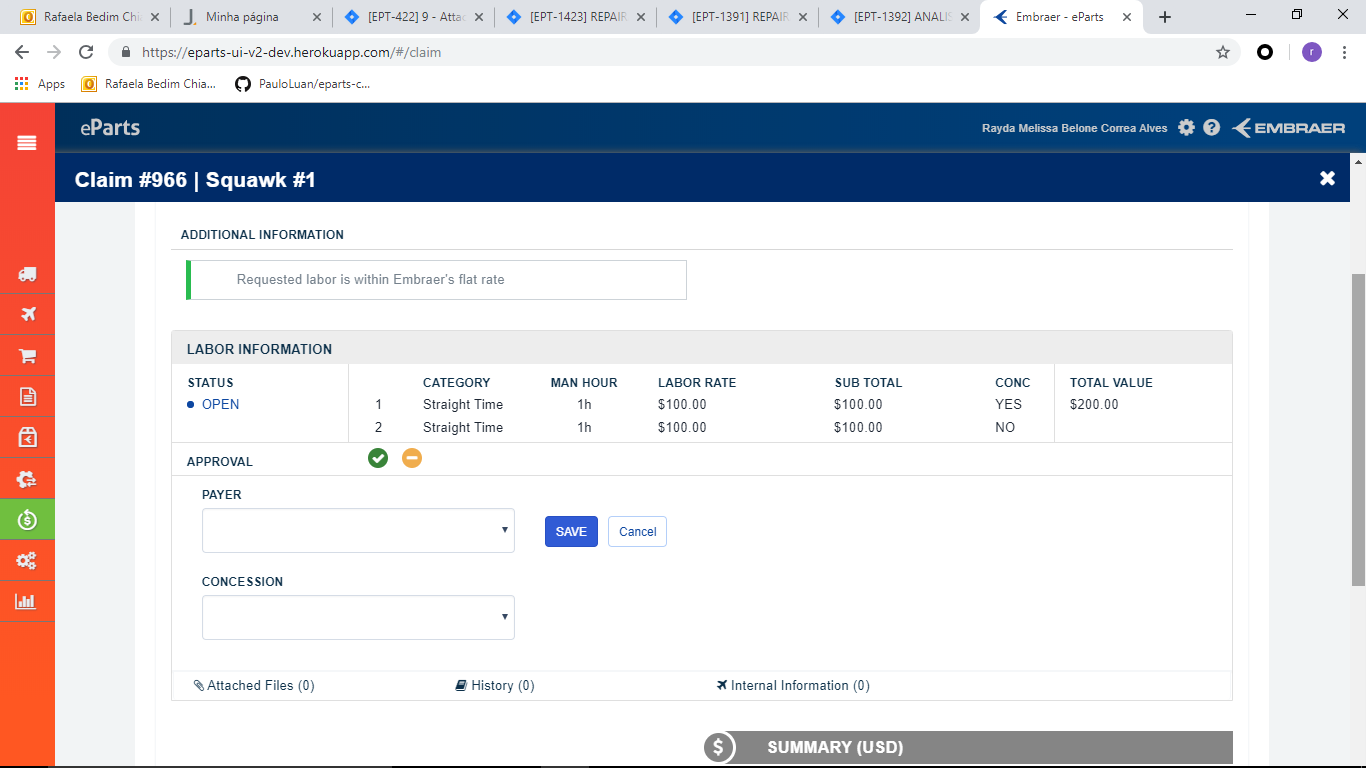 Rafaela Bedim Chi
Minha página
[EPT-422] 9 - Attac
[EPT-1423] REPAIR
[EPT-1391] REPAIR
[EPT-1392] ANALIS
Embraer - eParts
https://eparts-ui-v2-dev.herokuapp.com/#/claim
r
Apps
Rafaela Bedim Chia...
PauloLuan/eparts-c...
eParts
Rayda Melissa Belone Correa Alves
EMBRAER
Claim #966 | Squawk #1
ADDITIONAL INFORMATION
Requested labor is within Embraer's flat rate
LABOR INFORMATION
STATUS CATEGORY MAN HOUR LABOR RATE SUB TOTAL CONC TOTAL VALUE
OPEN 1 Straight Time 1h $100.00 $100.00 YES $200.00
2 Straight Time 1h $100.00 $100.00 NO
APPROVAL
PAYER
SAVE Cancel
CONCESSION
Attached Files (0) History (0) Internal Information (0)
$ SUMMARY (USD)